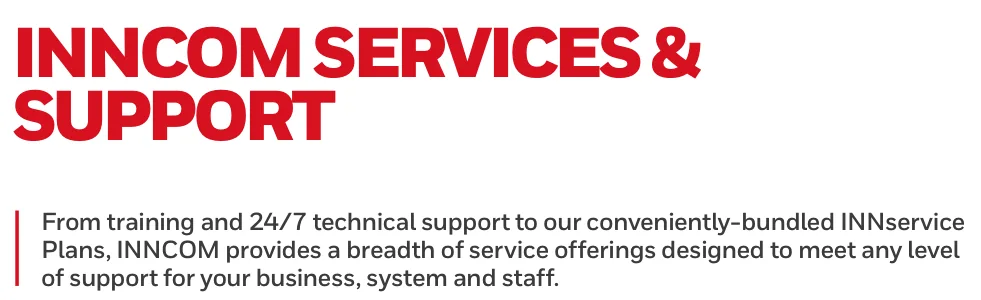 INNCOM SERVICES &
SUPPORT
From training and 24/7 technical support to our conveniently-bundled INNservice
Plans, INNCOM provides a breadth of service offerings designed to meet any level
of support for your business, system and staff.